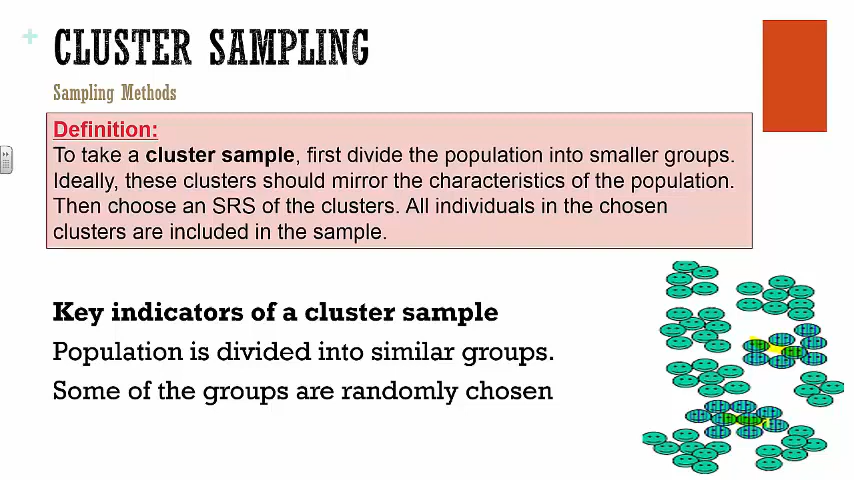 CLUSTER SAMPLING
Sampling Methods
Definition:
To take a cluster sample, first divide the population into smaller groups.
Ideally, these clusters should mirror the characteristics of the population.
Then choose an SRS of the clusters. All individuals in the chosen
clusters are included in the sample.
Key indicators of a cluster sample
Population is divided into similar groups.
Some of the groups are randomly chosen